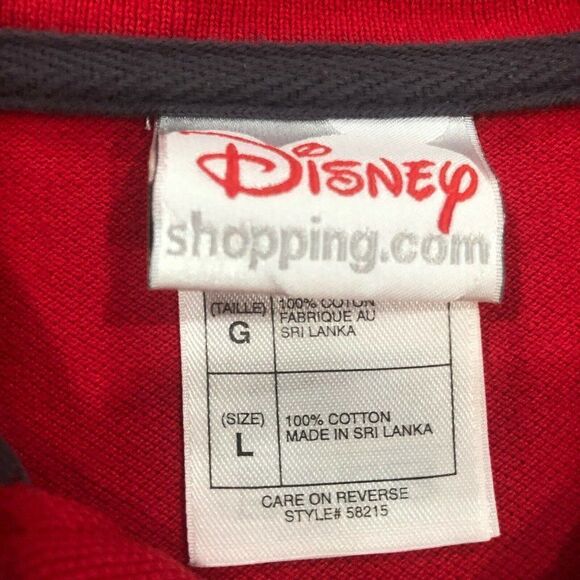 Disney
shopping.com
(TAILLE)
G
100% COTON
FABRIQUE AU
SRI LANKA
(SIZE)
L
100% COTTON
MADE IN SRI LANKA
CARE ON REVERSE
STYLE# 58215